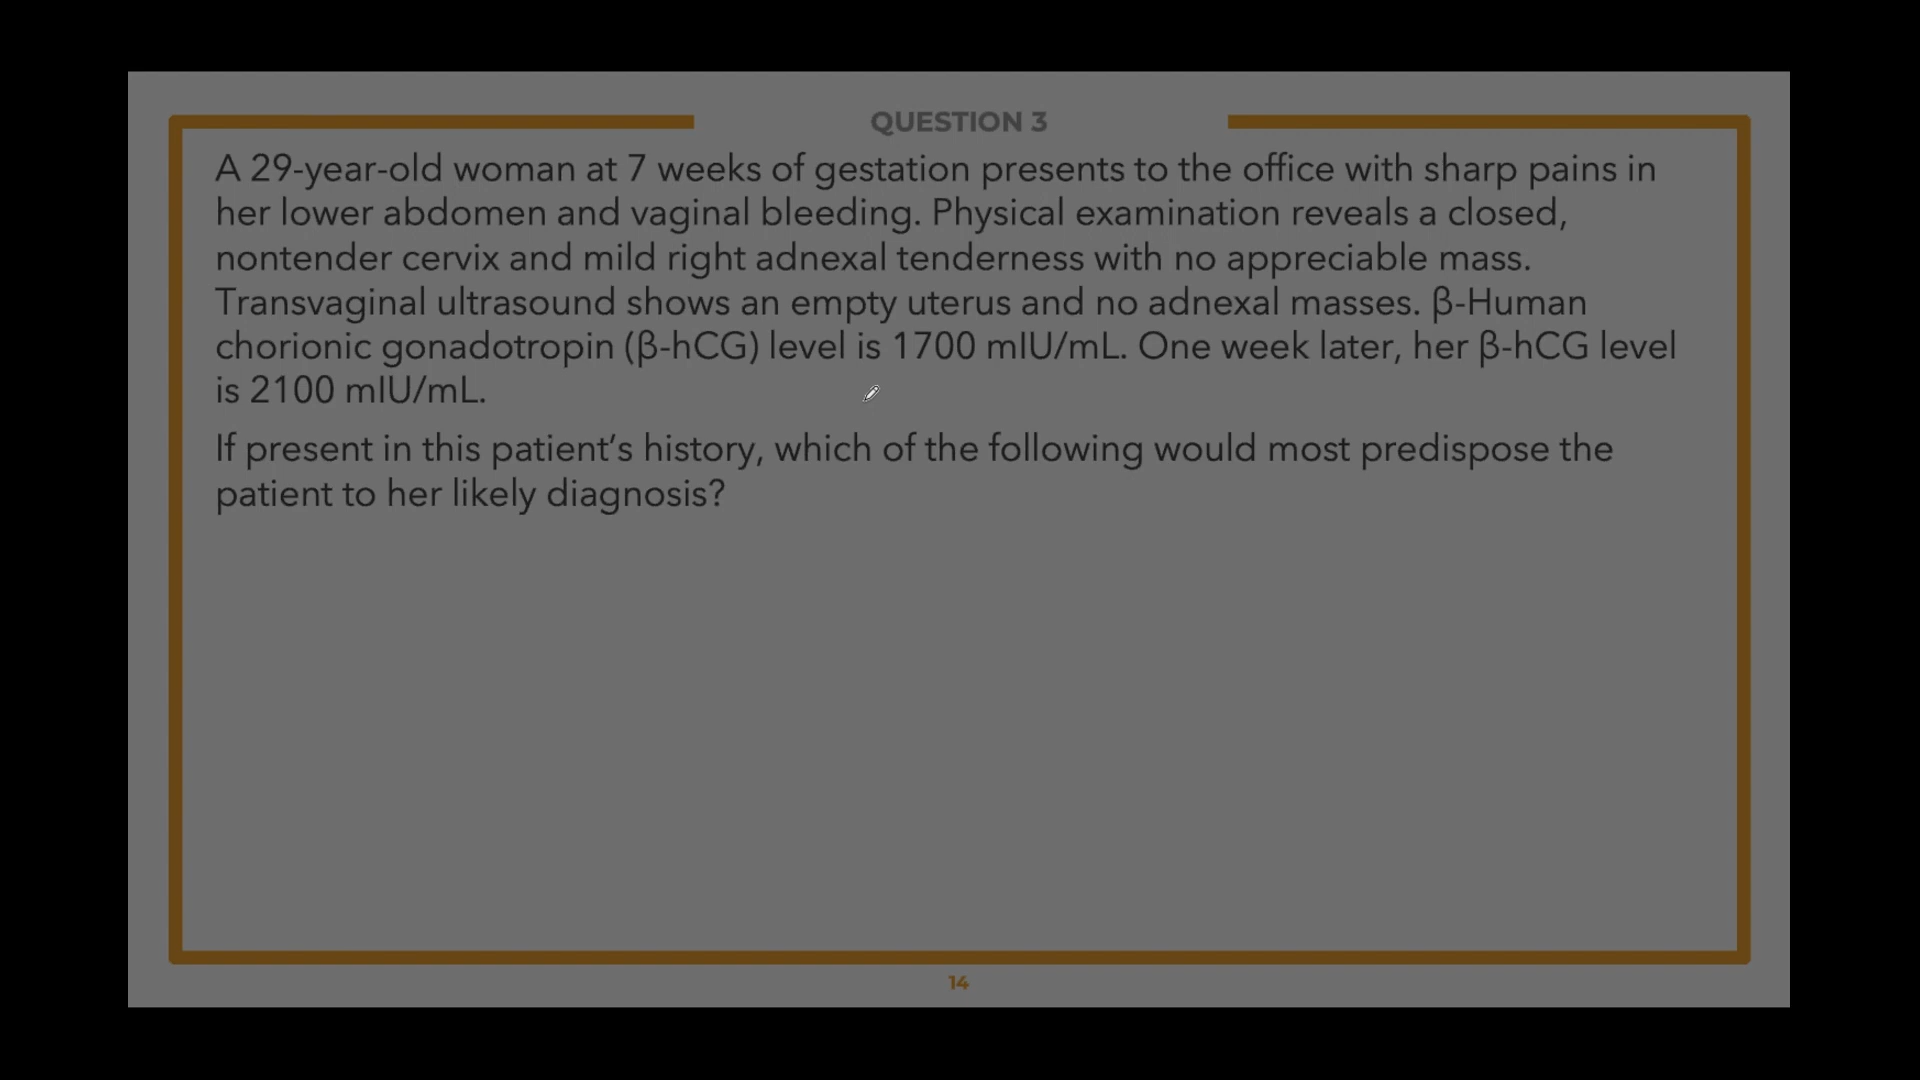 QUESTION 3
A 29-year-old woman at 7 weeks of gestation presents to the office with sharp pains in
her lower abdomen and vaginal bleeding. Physical examination reveals a closed,
nontender cervix and mild right adnexal tenderness with no appreciable mass.
Transvaginal ultrasound shows an empty uterus and no adnexal masses. β-Human
chorionic gonadotropin (β-hCG) level is 1700 mIU/mL. One week later, her β-hCG level
is 2100 mIU/mL.
If present in this patient’s history, which of the following would most predispose the
patient to her likely diagnosis?
14